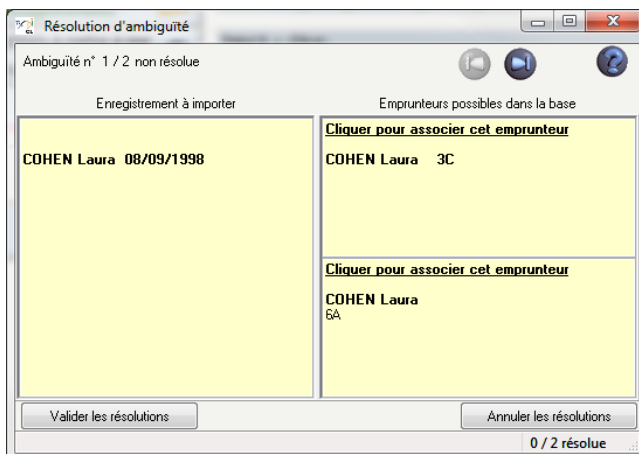 Résolution d'ambiguïté
Ambiguïté n° 1 / 2 non résolue
Enregistrement à importer
Emprunteurs possibles dans la base
COHEN Laura 08/09/1998
Cliquer pour associer cet emprunteur
COHEN Laura 3C
Cliquer pour associer cet emprunteur
COHEN Laura
6A
Valider les résolutions
Annuler les résolutions
0 / 2 résolue